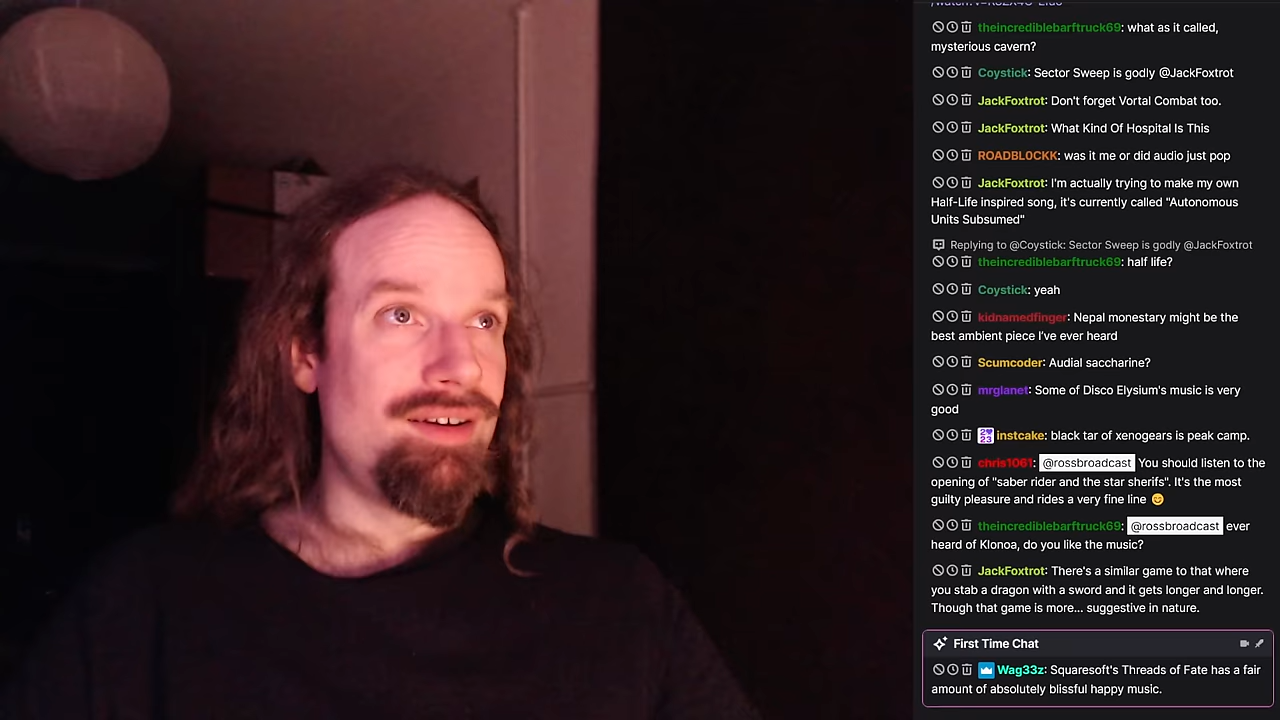 theincrediblebarftruck69: what as it called,
mysterious cavern?
Coystick: Sector Sweep is godly @JackFoxtrot
JackFoxtrot: Don't forget Vortal Combat too.
JackFoxtrot: What Kind Of Hospital Is This
ROADBL0CKK: was it me or did audio just pop
JackFoxtrot: I'm actually trying to make my own
Half-Life inspired song, it's currently called "Autonomous
Units Subsumed"
Replying to @Coystick: Sector Sweep is godly @JackFoxtrot
theincrediblebarftruck69: half life?
Coystick: yeah
kidnamedfinger: Nepal monestary might be the
best ambient piece I've ever heard
Scumcoder: Audial saccharine?
mrglanet: Some of Disco Elysium's music is very
good
instcake: black tar of xenogears is peak camp.
chris1061: @rossbroadcast You should listen to the
opening of "saber rider and the star sherifs". It's the most
guilty pleasure and rides a very fine line 😊
theincrediblebarftruck69: @rossbroadcast ever
heard of Klonoa, do you like the music?
JackFoxtrot: There's a similar game to that where
you stab a dragon with a sword and it gets longer and longer.
Though that game is more... suggestive in nature.
First Time Chat
Wag33z: Squaresoft's Threads of Fate has a fair
amount of absolutely blissful happy music.